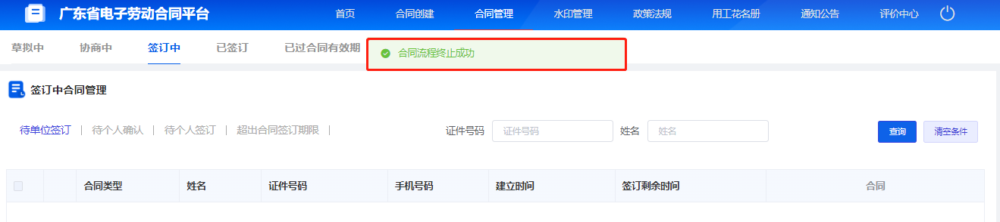 广东省电子劳动合同平台 首页 合同创建 合同管理 水印管理 政策法规 用工花名册 通知公告 评价中心
草拟中 协商中 签订中 已签订 已过合同有效期 合同流程终止成功
签订中合同管理
待单位签订 | 待个人确认 | 待个人签订 | 超出合同签订期限 | 证件号码 证件号码 姓名 姓名 查询 清空条件
合同类型 姓名 证件号码 手机号码 建立时间 签订剩余时间 合同